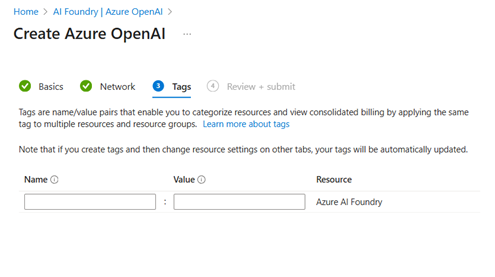 Home > AI Foundry | Azure OpenAI >
Create Azure OpenAI ...
Basics Network 3 Tags 4 Review + submit
Tags are name/value pairs that enable you to categorize resources and view consolidated billing by applying the same
tag to multiple resources and resource groups. Learn more about tags
Note that if you create tags and then change resource settings on other tabs, your tags will be automatically updated.
Name Value Resource
: Azure AI Foundry